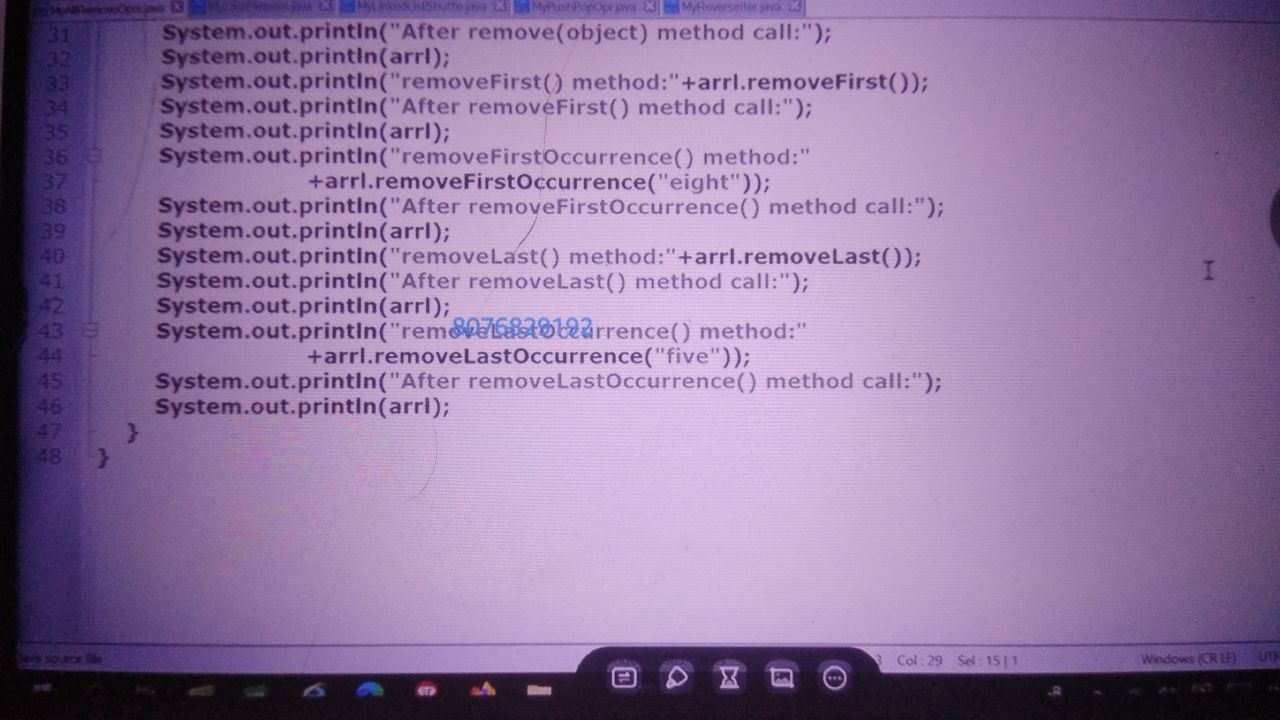 MyLinkedListShuffle.java MyPushPopOpr.java
31 System.out.println("After remove(object) method call:");
32 System.out.println(arrl);
33 System.out.println("removeFirst() method:"+arrl.removeFirst());
34 System.out.println("After removeFirst() method call:");
35 System.out.println(arrl);
36 System.out.println("removeFirstOccurrence() method:"
37 +arrl.removeFirstOccurrence("eight"));
38 System.out.println("After removeFirstOccurrence() method call:");
39 System.out.println(arrl);
40 System.out.println("removeLast() method:"+arrl.removeLast());
41 System.out.println("After removeLast() method call:");
42 System.out.println(arrl);
8076829192
43 System.out.println("removeLastOccurrence() method:"
44 +arrl.removeLastOccurrence("five"));
45 System.out.println("After removeLastOccurrence() method call:");
46 System.out.println(arrl);
47 }
48 }
Java source file Col : 29 Sel : 15 | 1 Windows (CR LF)